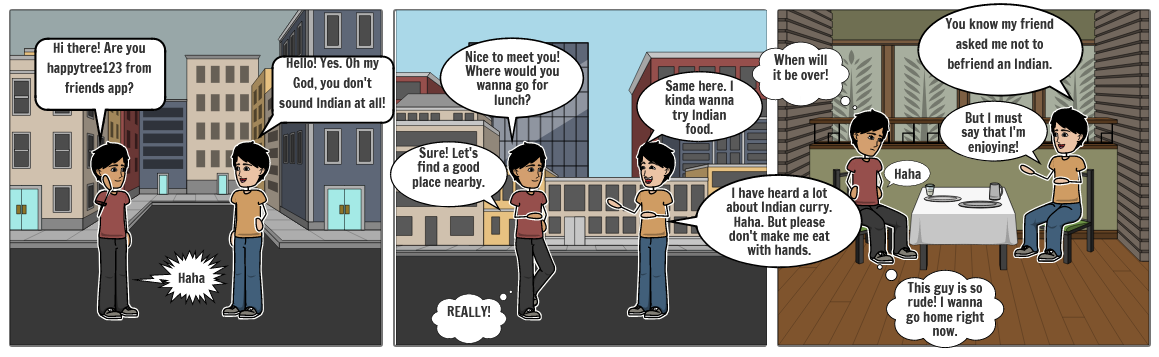 Hi there! Are you
happytree123 from
friends app?
Hello! Yes. Oh my
God, you don't
sound Indian at all!
Haha
Nice to meet you!
Where would you
wanna go for
lunch?
Same here. I
kinda wanna
try Indian
food.
Sure! Let's
find a good
place nearby.
I have heard a lot
about Indian curry.
Haha. But please
don't make me eat
with hands.
REALLY!
You know my friend
asked me not to
befriend an Indian.
When will
it be over!
But I must
say that I'm
enjoying!
Haha
This guy is so
rude! I wanna
go home right
now.